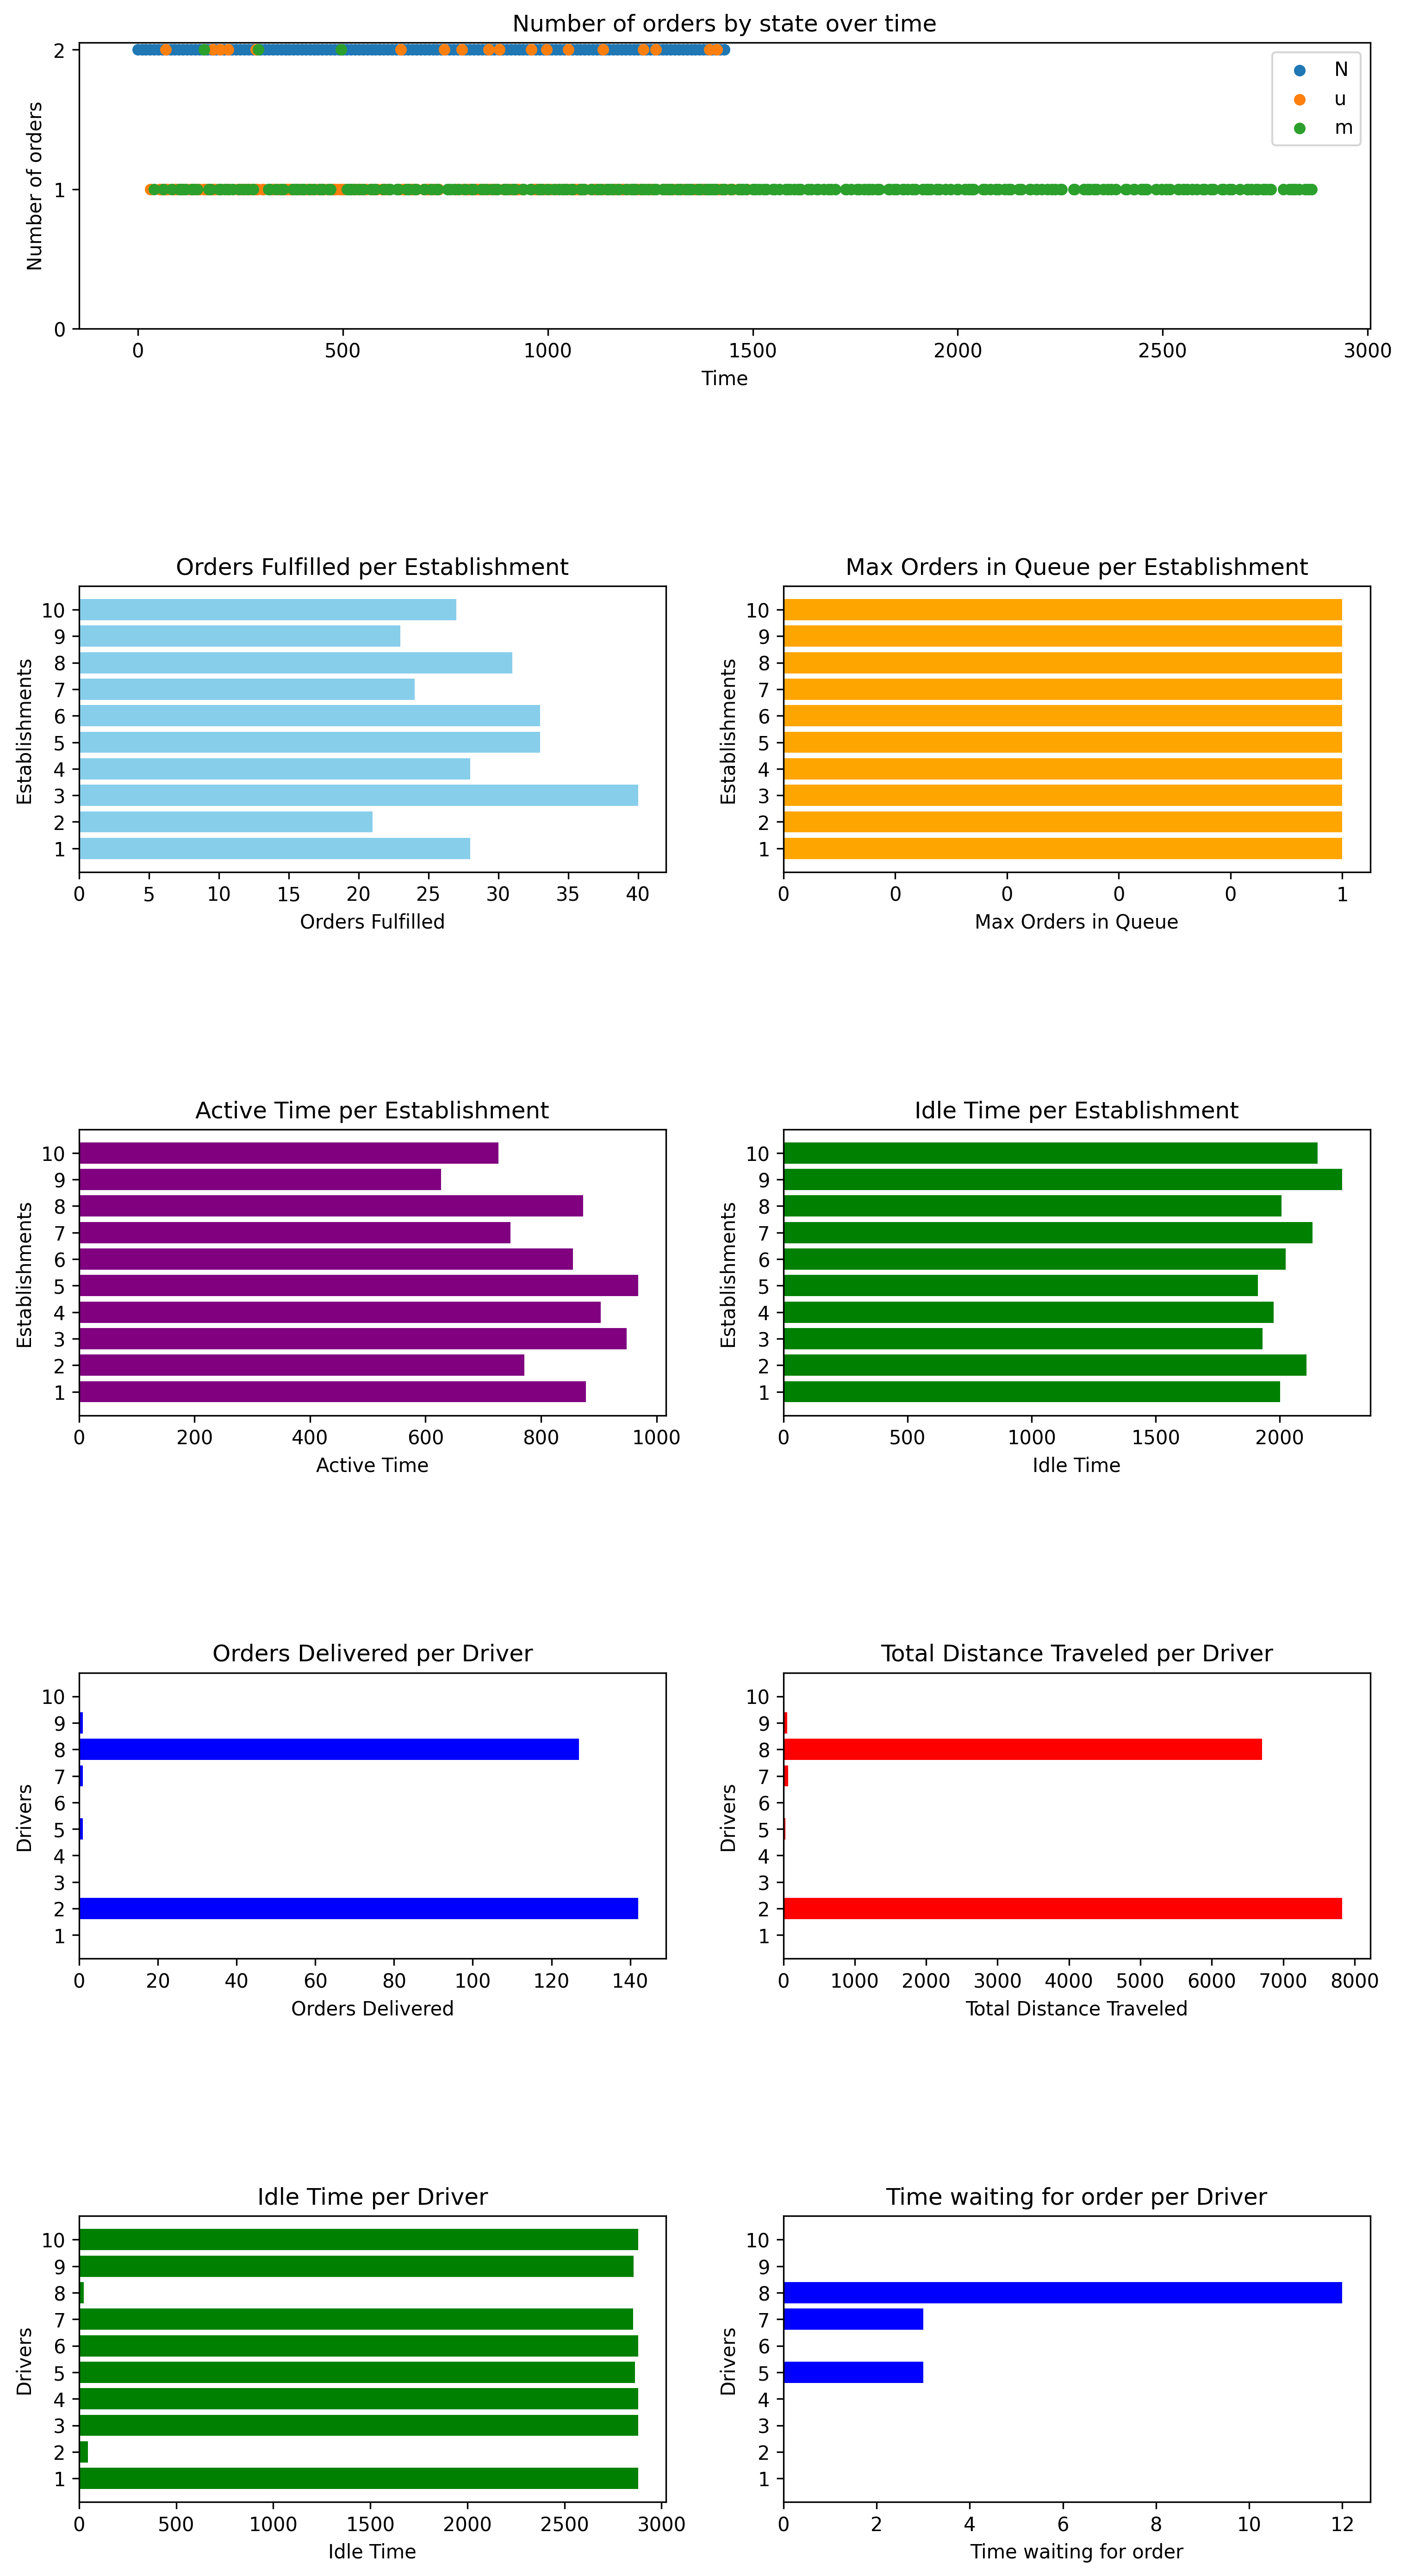 Number of orders by state over time
Number of orders
2
1
0
N
u
m
0 500 1000 1500 2000 2500 3000
Time
Orders Fulfilled per Establishment
Establishments
10
9
8
7
6
5
4
3
2
1
0 5 10 15 20 25 30 35 40
Orders Fulfilled
Max Orders in Queue per Establishment
Establishments
10
9
8
7
6
5
4
3
2
1
0 0 0 0 0 1
Max Orders in Queue
Active Time per Establishment
Establishments
10
9
8
7
6
5
4
3
2
1
0 200 400 600 800 1000
Active Time
Idle Time per Establishment
Establishments
10
9
8
7
6
5
4
3
2
1
0 500 1000 1500 2000
Idle Time
Orders Delivered per Driver
Drivers
10
9
8
7
6
5
4
3
2
1
0 20 40 60 80 100 120 140
Orders Delivered
Total Distance Traveled per Driver
Drivers
10
9
8
7
6
5
4
3
2
1
0 1000 2000 3000 4000 5000 6000 7000 8000
Total Distance Traveled
Idle Time per Driver
Drivers
10
9
8
7
6
5
4
3
2
1
0 500 1000 1500 2000 2500 3000
Idle Time
Time waiting for order per Driver
Drivers
10
9
8
7
6
5
4
3
2
1
0 2 4 6 8 10 12
Time waiting for order